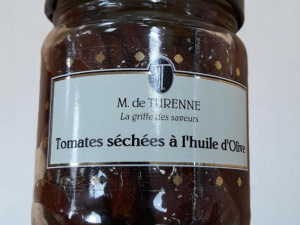 M. de TURENNE
La griffe des saveurs
Tomates séchées à l'huile d'Olive